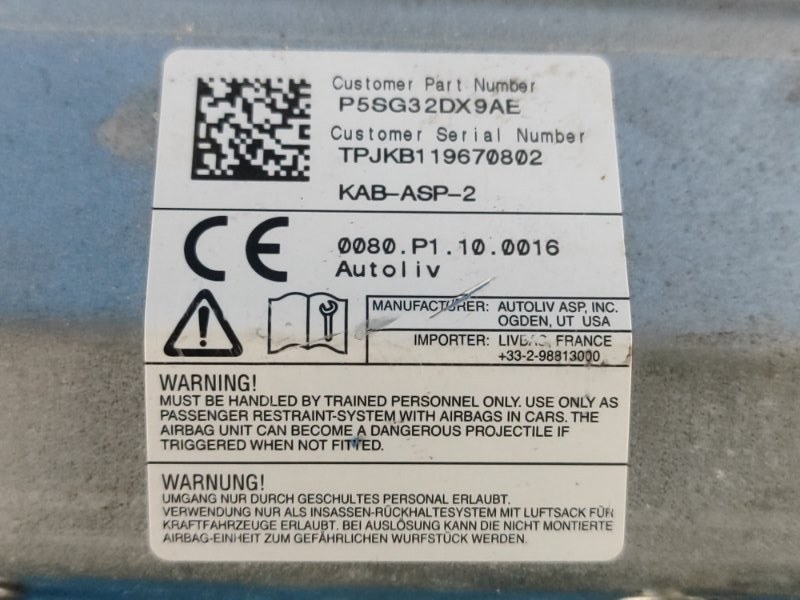 Customer Part Number
P5SG32DX9AE
Customer Serial Number
TPJKB119670802
KAB-ASP-2
CE
0080.P1.10.0016
Autoliv
MANUFACTURER: AUTOLIV ASP, INC.
OGDEN, UT USA
IMPORTER: FRANCE
+33-2-98813000
WARNING!
MUST BE HANDLED BY TRAINED PERSONNEL ONLY. USE ONLY AS
PASSENGER RESTRAINT-SYSTEM WITH AIRBAGS IN CARS. THE
AIRBAG UNIT CAN BECOME A DANGEROUS PROJECTILE IF
TRIGGERED WHEN NOT FITTED.
WARNUNG!
UMGANG NUR DURCH GESCHULTES PERSONAL ERLAUBT.
VERWENDUNG NUR ALS INSASSEN-RÜCKHALTESYSTEM MIT LUFTSACK FÜR
KRAFTFAHRZEUGE ERLAUBT. BEI AUSLÖSUNG KANN DIE NICHT MONTIERTE
AIRBAG-EINHEIT ZUM GEFÄHRLICHEN WURFSTÜCK WERDEN.